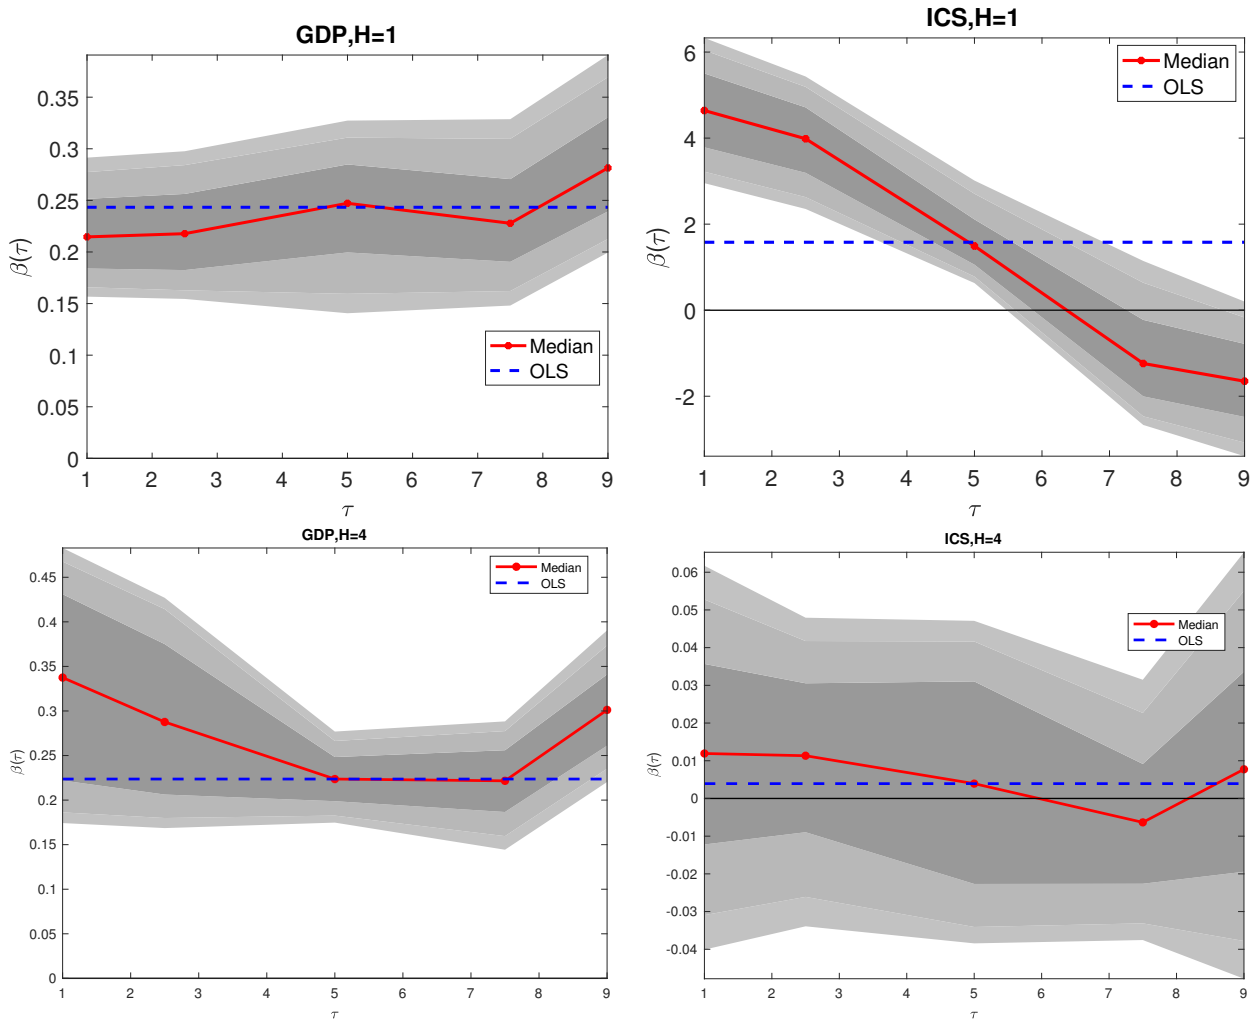 GDP,H=1
0.35
0.3
0.25
0.2
0.15
0.1
0.05
0
β(τ)
Median
OLS
1 2 3 4 5 6 7 8 9
τ
ICS,H=1
6
4
2
0
-2
β(τ)
Median
OLS
1 2 3 4 5 6 7 8 9
τ
GDP,H=4
0.45
0.4
0.35
0.3
0.25
0.2
0.15
0.1
0.05
0
β(τ)
Median
OLS
1 2 3 4 5 6 7 8 9
τ
ICS,H=4
0.06
0.05
0.04
0.03
0.02
0.01
0
-0.01
-0.02
-0.03
-0.04
β(τ)
Median
OLS
1 2 3 4 5 6 7 8 9
τ